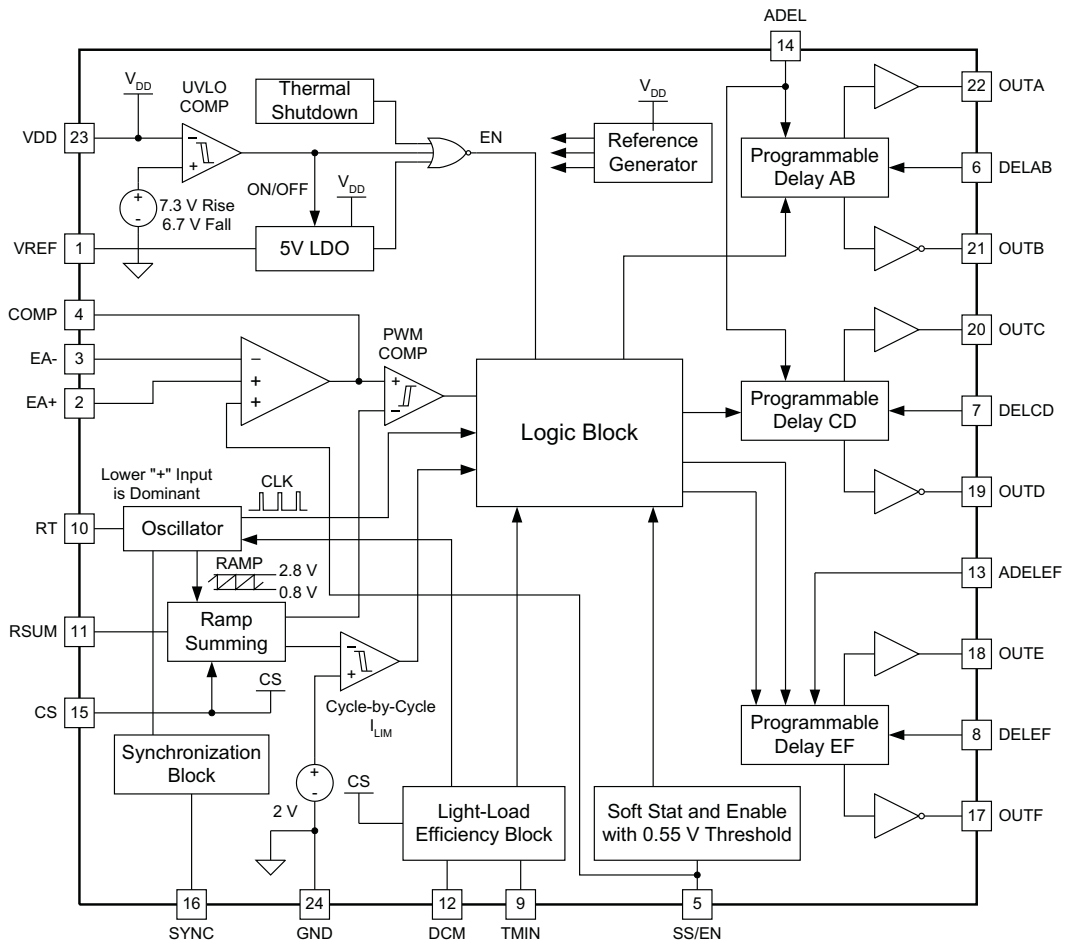 ADEL
14
VDD
23
V_DD
UVLO
COMP
−
+
Thermal
Shutdown
EN
ON/OFF
V_DD
+
-
7.3 V Rise
6.7 V Fall
VREF
1
5V LDO
V_DD
Reference
Generator
Programmable
Delay AB
22
OUTA
6
DELAB
21
OUTB
COMP
4
EA-
3
EA+
2
−
+
+
PWM
COMP
+
−
Logic Block
20
OUTC
Programmable
Delay CD
7
DELCD
19
OUTD
Lower "+" Input
is Dominant
CLK
RT
10
Oscillator
RAMP
2.8 V
0.8 V
RSUM
11
Ramp
Summing
−
+
CS
CS
15
Cycle-by-Cycle
I_LIM
13
ADELEF
18
OUTE
Programmable
Delay EF
8
DELEF
17
OUTF
Synchronization
Block
+
-
2 V
CS
Light-Load
Efficiency Block
Soft Stat and Enable
with 0.55 V Threshold
16
SYNC
24
GND
12
DCM
9
TMIN
5
SS/EN